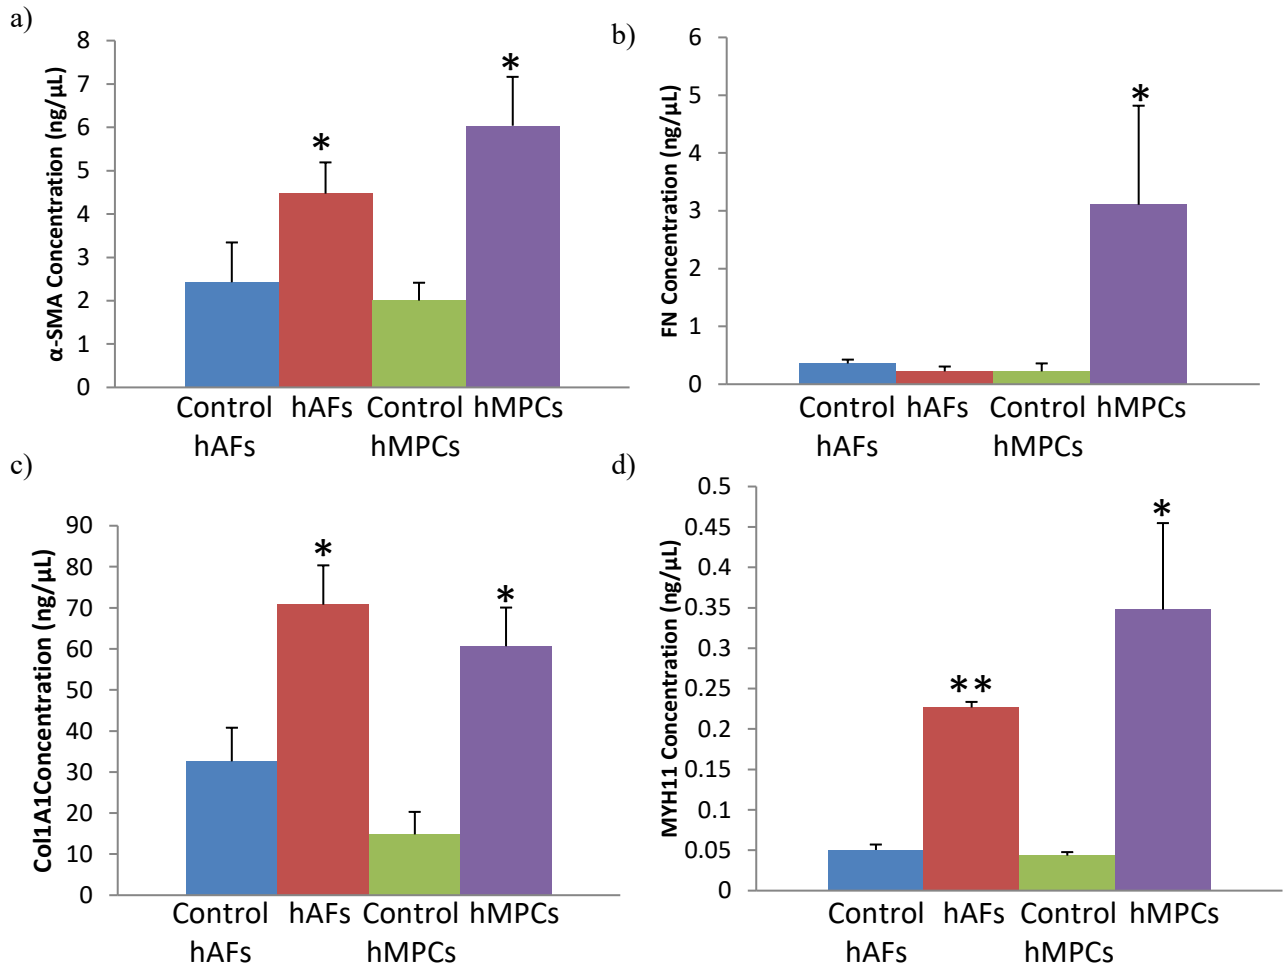 a)
α-SMA Concentration (ng/µL)
8
7
6
5
4
3
2
1
0
*
*
Control hAFs Control hMPCs
hAFs hMPCs
b)
FN Concentration (ng/µL)
6
5
4
3
2
1
0
*
Control hAFs Control hMPCs
hAFs hMPCs
c)
Col1A1Concentration (ng/µL)
90
80
70
60
50
40
30
20
10
0
*
*
Control hAFs Control hMPCs
hAFs hMPCs
d)
MYH11 Concentration (ng/µL)
0.5
0.45
0.4
0.35
0.3
0.25
0.2
0.15
0.1
0.05
0
**
*
Control hAFs Control hMPCs
hAFs hMPCs